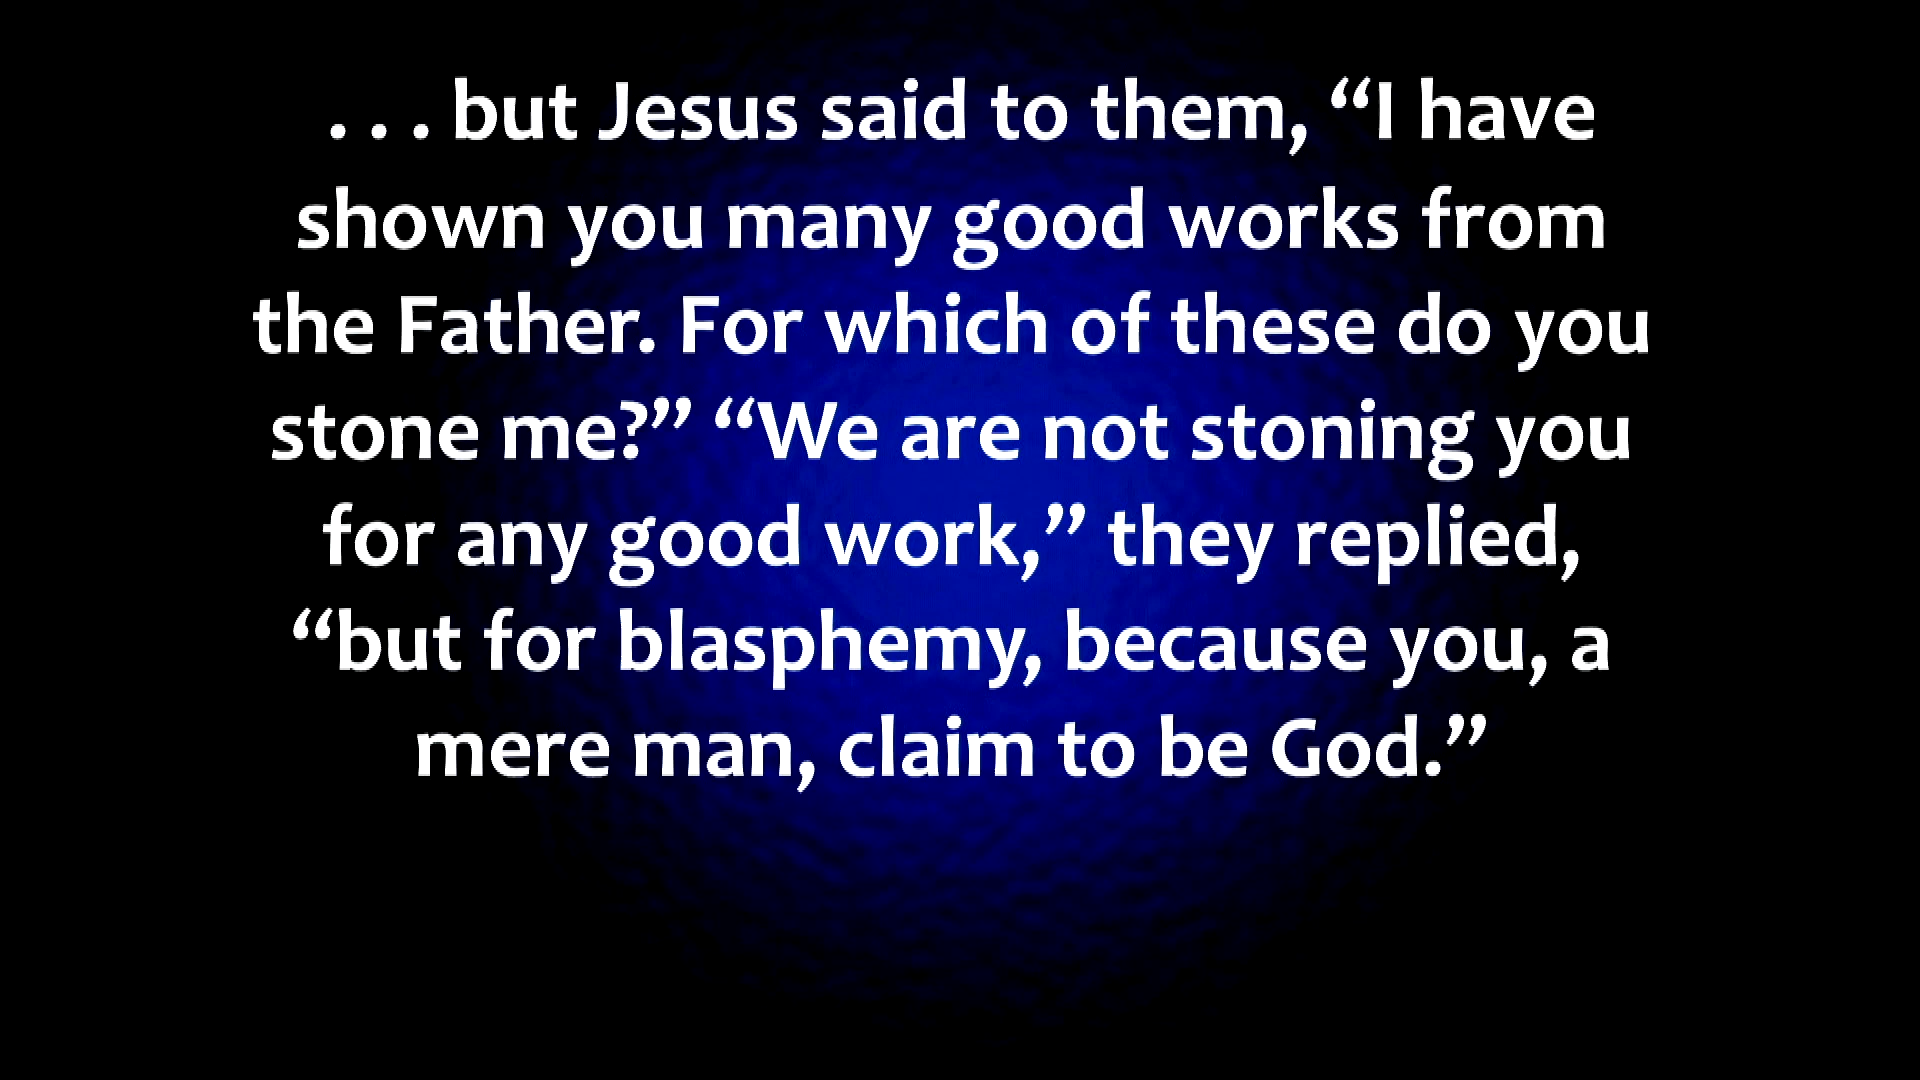 . . . but Jesus said to them, “I have
shown you many good works from
the Father. For which of these do you
stone me?” “We are not stoning you
for any good work,” they replied,
“but for blasphemy, because you, a
mere man, claim to be God.”